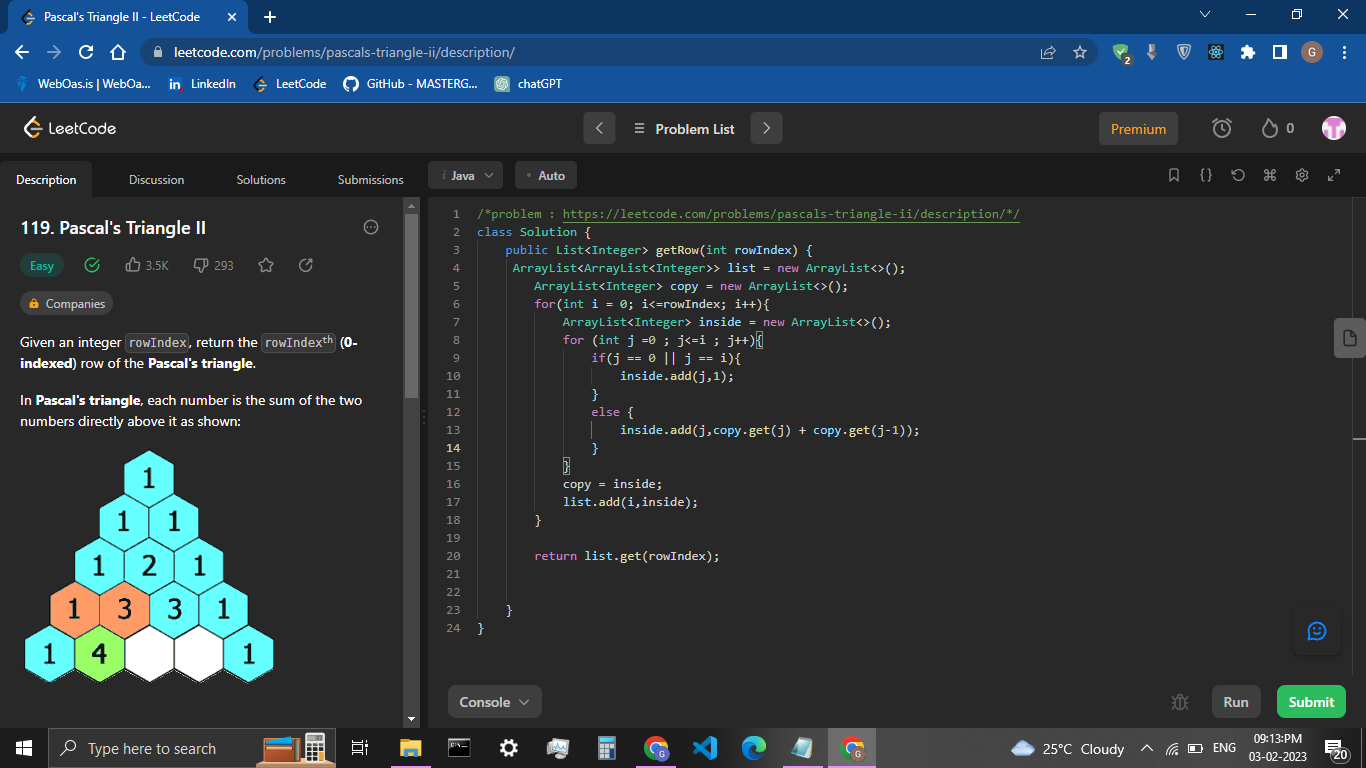 Pascal's Triangle II - LeetCode
leetcode.com/problems/pascals-triangle-ii/description/
2
G
WebOas.is | WebOa...
LinkedIn
LeetCode
GitHub - MASTERG...
chatGPT
LeetCode
Problem List
Premium
0
Description
Discussion
Solutions
Submissions
i Java
Auto
119. Pascal's Triangle II
Easy
3.5K
293
Companies
Given an integer rowIndex, return the rowIndexth (0-
indexed) row of the Pascal's triangle.
In Pascal's triangle, each number is the sum of the two
numbers directly above it as shown:
1
1 1
1 2 1
1 3 3 1
1 4 1
1 /*problem : https://leetcode.com/problems/pascals-triangle-ii/description/*/
2 class Solution {
3 public List<Integer> getRow(int rowIndex) {
4 ArrayList<ArrayList<Integer>> list = new ArrayList<>();
5 ArrayList<Integer> copy = new ArrayList<>();
6 for(int i = 0; i<=rowIndex; i++){
7 ArrayList<Integer> inside = new ArrayList<>();
8 for (int j =0 ; j<=i ; j++){
9 if(j == 0 || j == i){
10 inside.add(j,1);
11 }
12 else {
13 inside.add(j,copy.get(j) + copy.get(j-1));
14 }
15 }
16 copy = inside;
17 list.add(i,inside);
18 }
19
20 return list.get(rowIndex);
21
22
23 }
24 }
Console
Run
Submit
Type here to search
25°C Cloudy
ENG
09:13:PM
03-02-2023
20